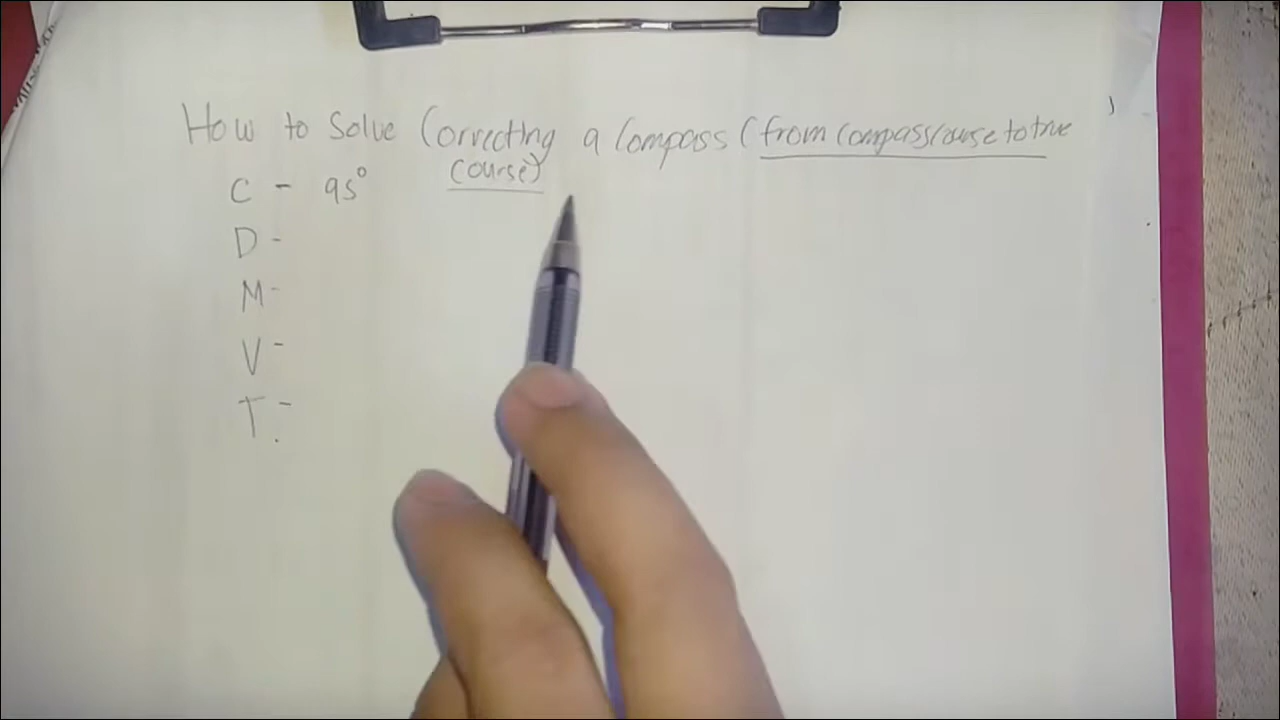 How to Solve Correcting a Compass (from Compass Course to true
Course)
C - 95°
D -
M -
V -
T. -